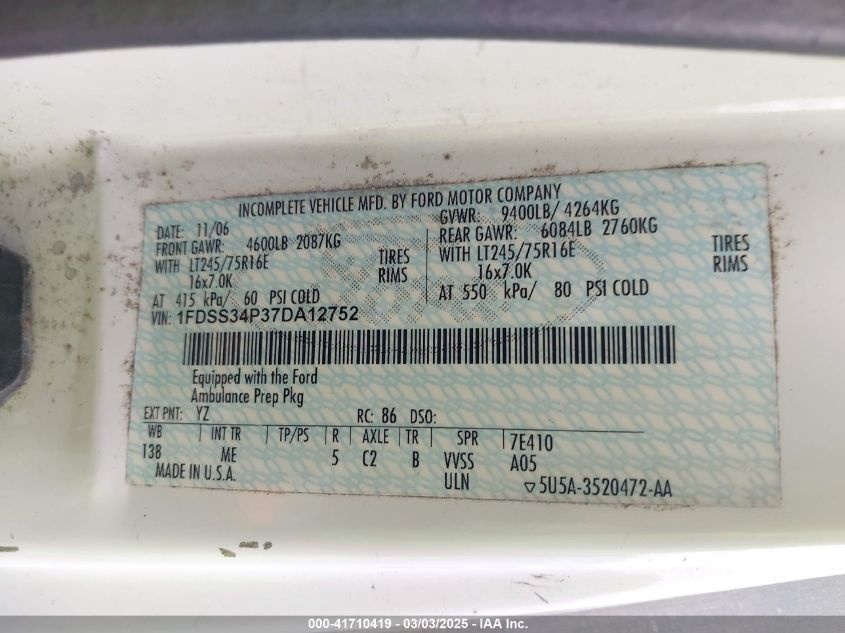 INCOMPLETE VEHICLE MFD. BY FORD MOTOR COMPANY
DATE: 11/06 GVWR: 9400LB/ 4264KG
FRONT GAWR: 4600LB 2087KG REAR GAWR: 6084LB 2760KG
WITH LT245/75R16E TIRES WITH LT245/75R16E TIRES
16x7.0K RIMS 16x7.0K RIMS
AT 415 kPa/ 60 PSI COLD AT 550 kPa/ 80 PSI COLD
VIN: 1FDSS34P37DA12752
Equipped with the Ford
Ambulance Prep Pkg
EXT PNT: YZ RC: 86 DSO:
WB INT TR TP/PS R AXLE TR SPR 7E410
138 ME 5 C2 B VVSS A05
MADE IN U.S.A. ULN ▽5U5A-3520472-AA
000-41710419 - 03/03/2025 - IAA Inc.